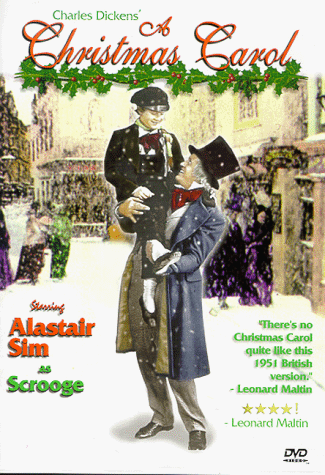 Charles Dickens'
A
Christmas Carol
Starring
Alastair
Sim
as
Scrooge
"There's no
Christmas Carol
quite like this
1951 British
version."
- Leonard Maltin
★★★★!
- Leonard Maltin
DVD
VIDEO